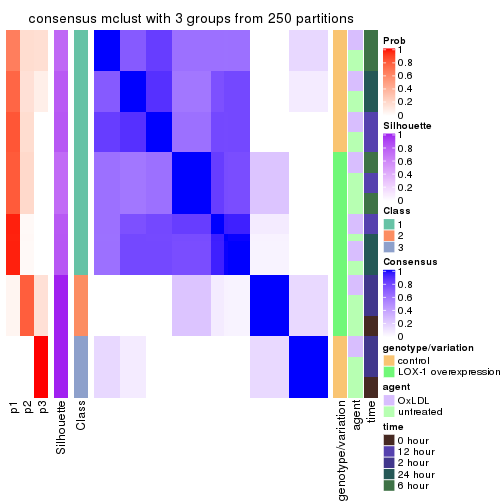 consensus mclust with 3 groups from 250 partitions
Prob
1
0.8
0.6
0.4
0.2
0
Silhouette
1
0.8
0.6
0.4
0.2
0
Class
1
2
3
Consensus
1
0.8
0.6
0.4
0.2
0
genotype/variation
control
LOX-1 overexpression
agent
OxLDL
untreated
time
0 hour
12 hour
2 hour
24 hour
6 hour
p1
p2
p3
Silhouette
Class
genotype/variation
agent
time